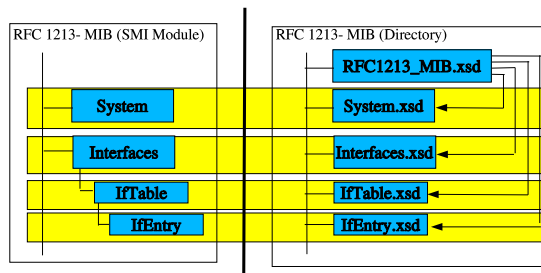 RFC 1213- MIB (SMI Module)
System
Interfaces
IfTable
IfEntry
RFC 1213- MIB (Directory)
RFC1213_MIB.xsd
System.xsd
Interfaces.xsd
IfTable.xsd
IfEntry.xsd